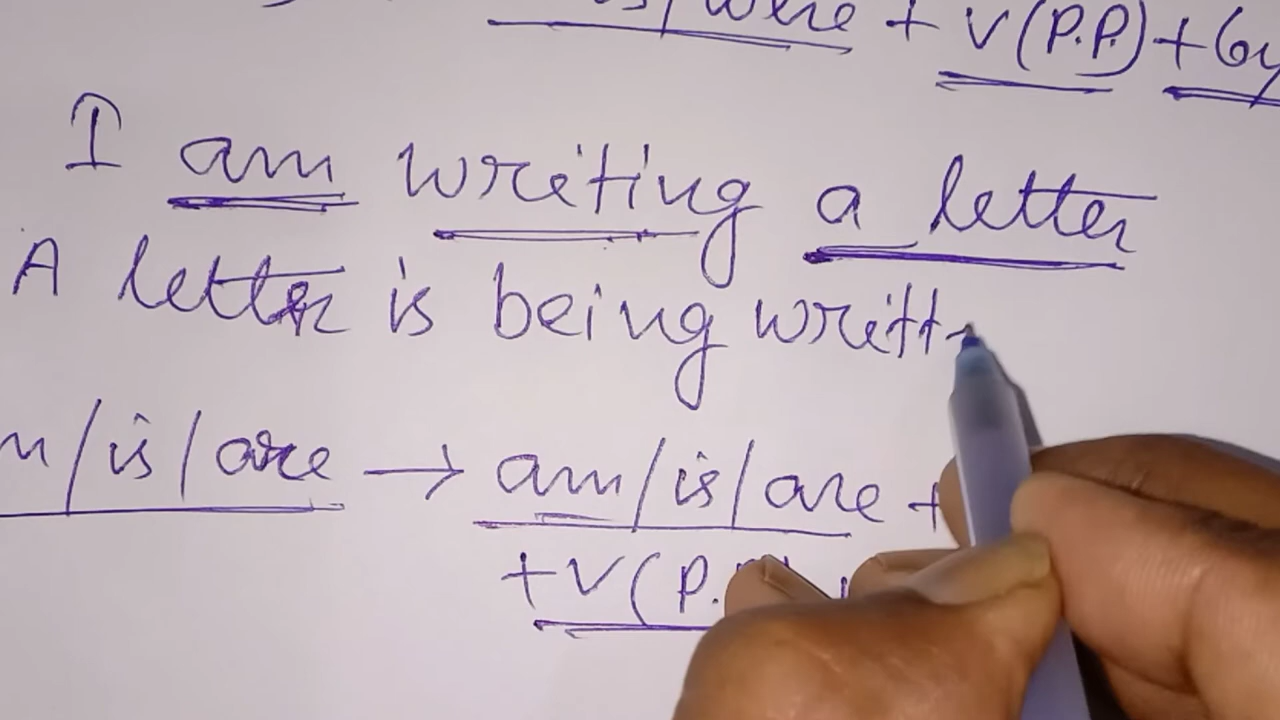 /were + V(P.P.) + by
I am writing a letter
A letter is being writt
/is/are → am/is/are +
+V(P.